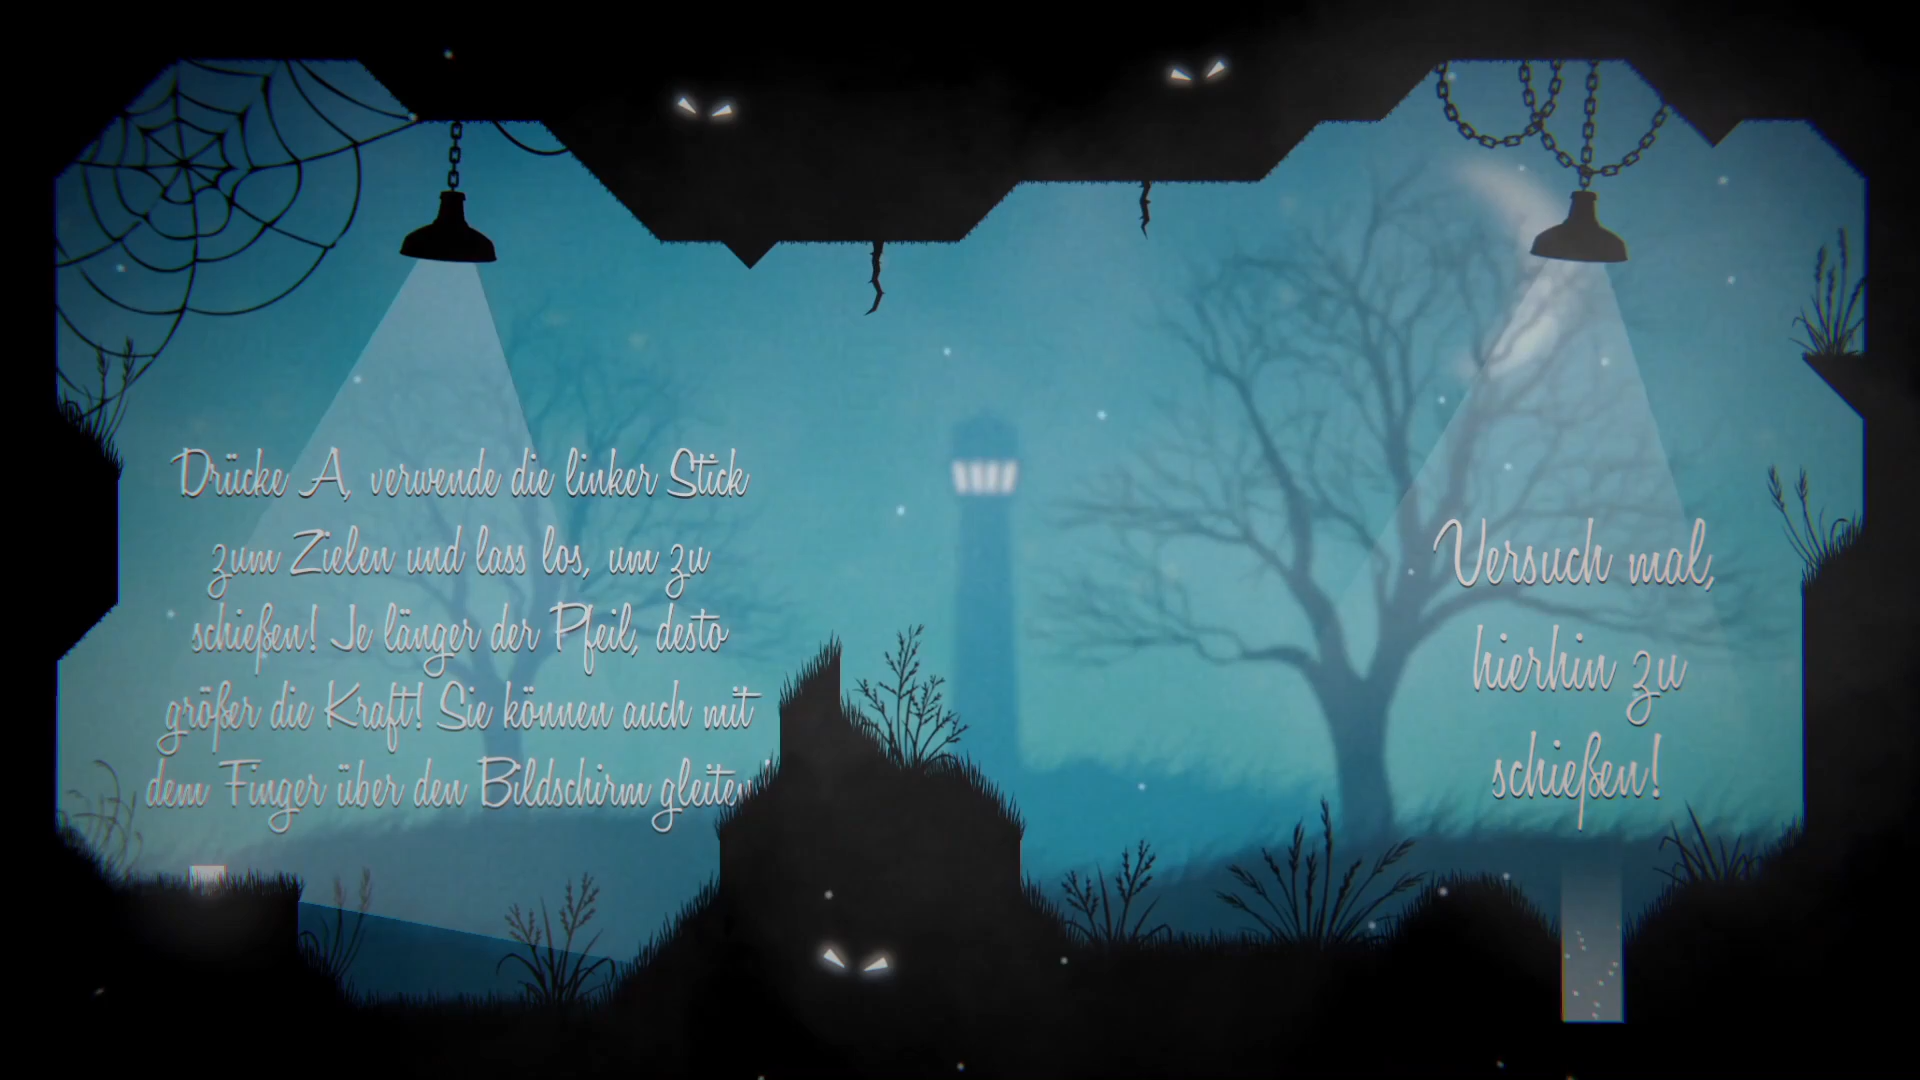 Drücke A, verwende die linker Stick
zum Zielen und lass los, um zu
schießen! Je länger der Pfeil, desto
größer die Kraft! Sie können auch mit
dem Finger über den Bildschirm gleiten
Versuch mal,
hierhin zu
schießen!